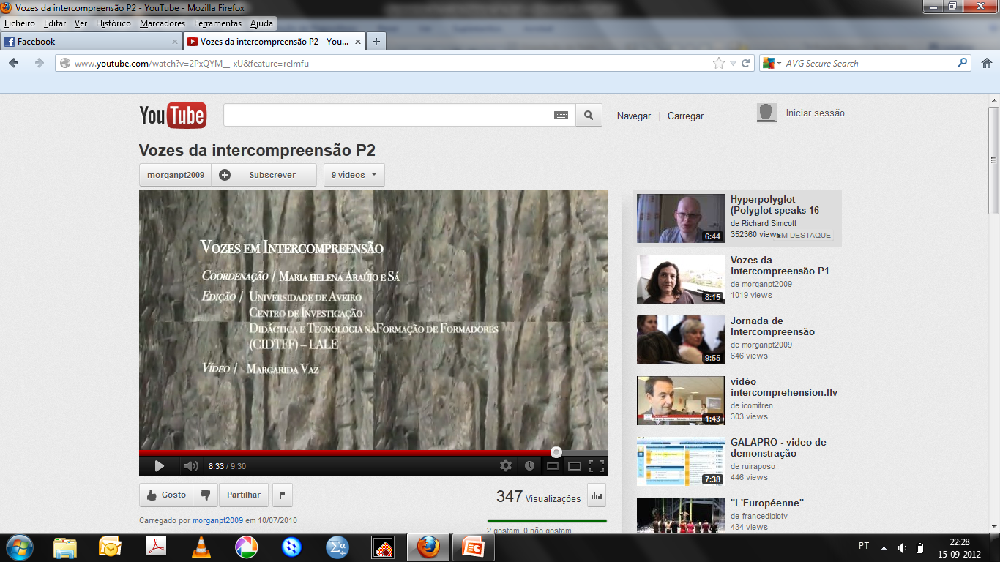 Vozes da intercompreensão P2 - YouTube - Mozilla Firefox
Ficheiro Editar Ver Histórico Marcadores Ferramentas Ajuda
Facebook
Vozes da intercompreensão P2 - You...
www.youtube.com/watch?v=2PxQYM__-xU&feature=relmfu
AVG Secure Search
YouTube
Navegar
Carregar
Iniciar sessão
Vozes da intercompreensão P2
morganpt2009
Subscrever
9 vídeos
Vozes em Intercompreensão
Coordenação / Maria helena Araújo e Sá
Edição / Universidade de Aveiro
Centro de Investigação
Didáctica e Tecnologia naFormação de Formadores
(CIDTFF) – LALE
Vídeo / Margarida Vaz
8:33 / 9:30
Gosto
Partilhar
347 Visualizações
Carregado por morganpt2009 em 10/07/2010
2 gostam, 0 não gostam
Hyperpolyglot
(Polyglot speaks 16
de Richard Simcott
352360 views
EM DESTAQUE
6:44
Vozes da
intercompreensão P1
de morganpt2009
1019 views
8:15
Jornada de
Intercompreensão
de morganpt2009
646 views
9:55
vidéo
intercomprehension.flv
de icomitren
303 views
1:43
GALAPRO - video de
demonstração
de ruiraposo
446 views
7:38
"L'Européenne"
de francediplotv
434 views
PT
22:28
15-09-2012